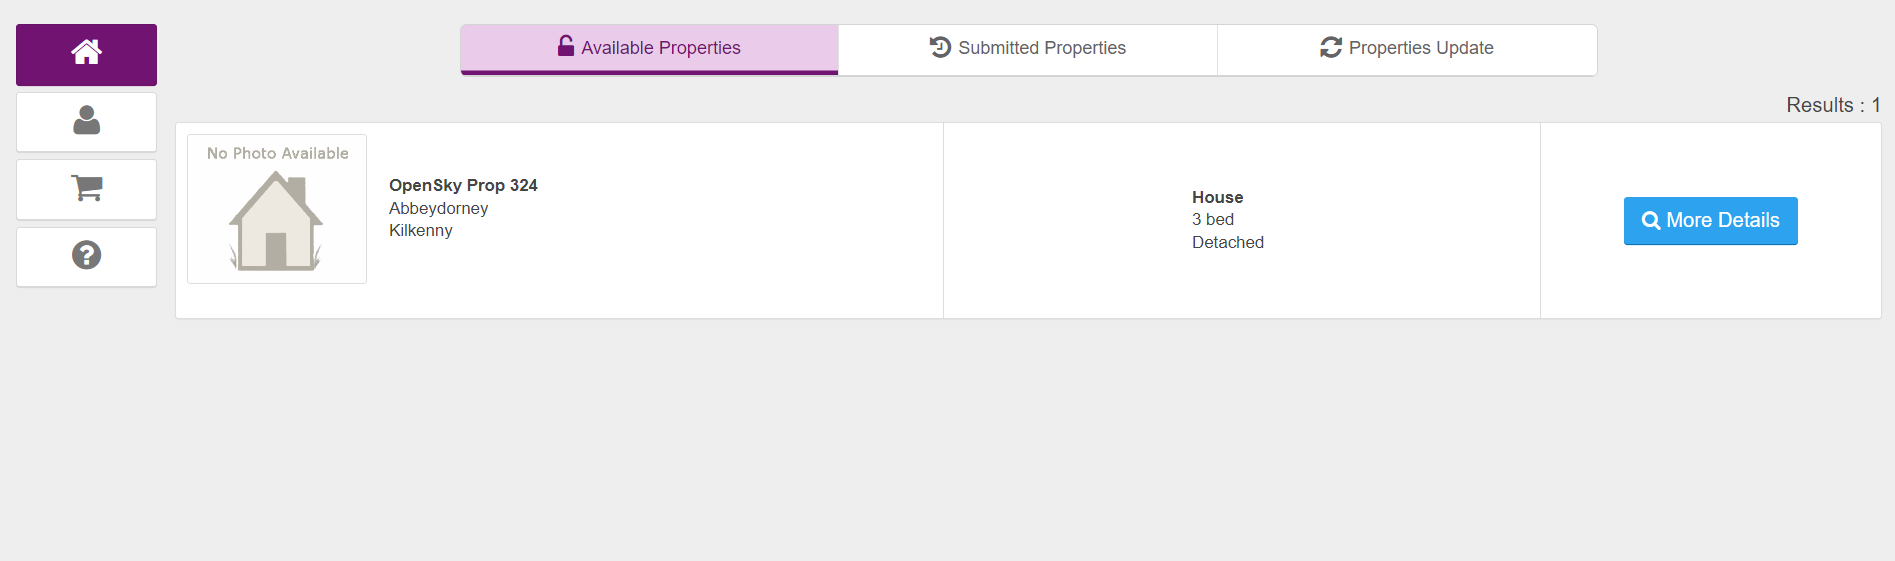 Available Properties
Submitted Properties
Properties Update
Results : 1
No Photo Available
OpenSky Prop 324
Abbeydorney
Kilkenny
House
3 bed
Detached
More Details